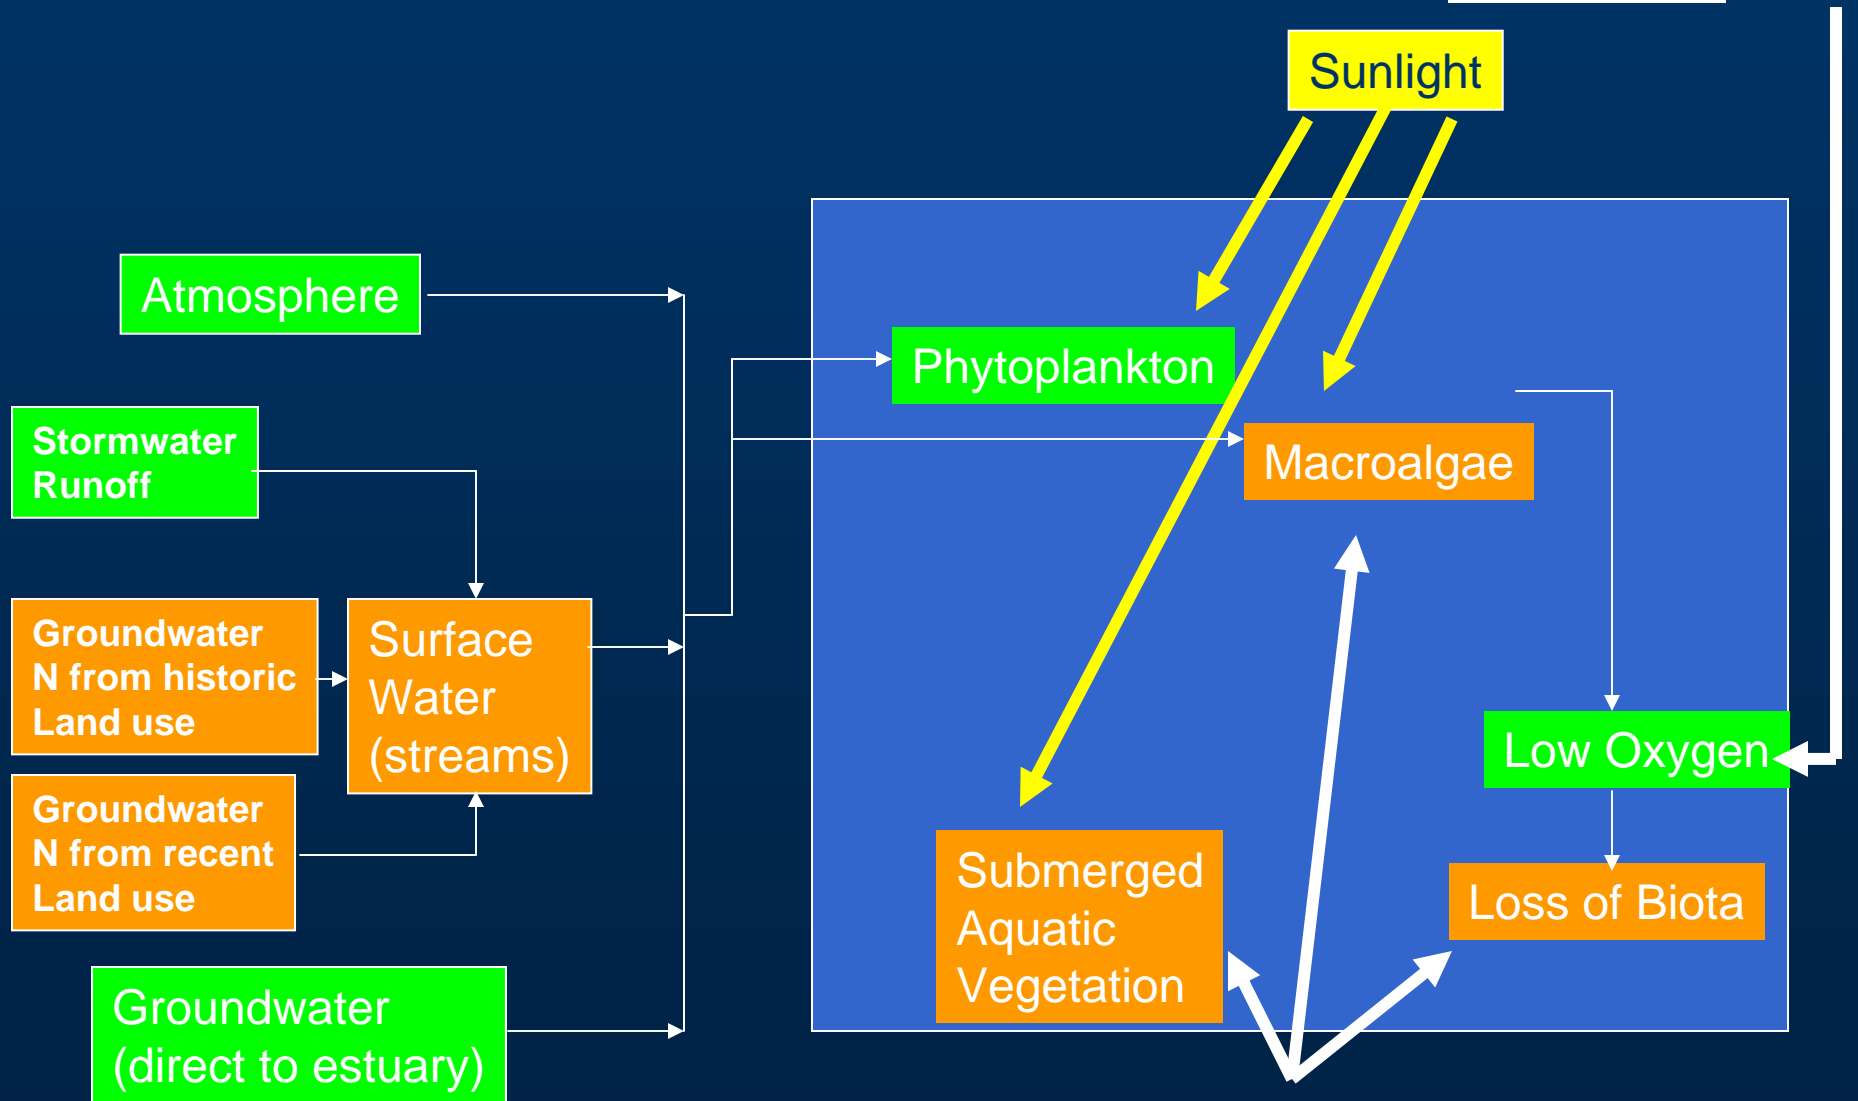 Sunlight
Atmosphere
Phytoplankton
Stormwater
Runoff
Macroalgae
Groundwater
N from historic
Land use
Surface
Water
(streams)
Low Oxygen
Groundwater
N from recent
Land use
Submerged
Aquatic
Vegetation
Loss of Biota
Groundwater
(direct to estuary)